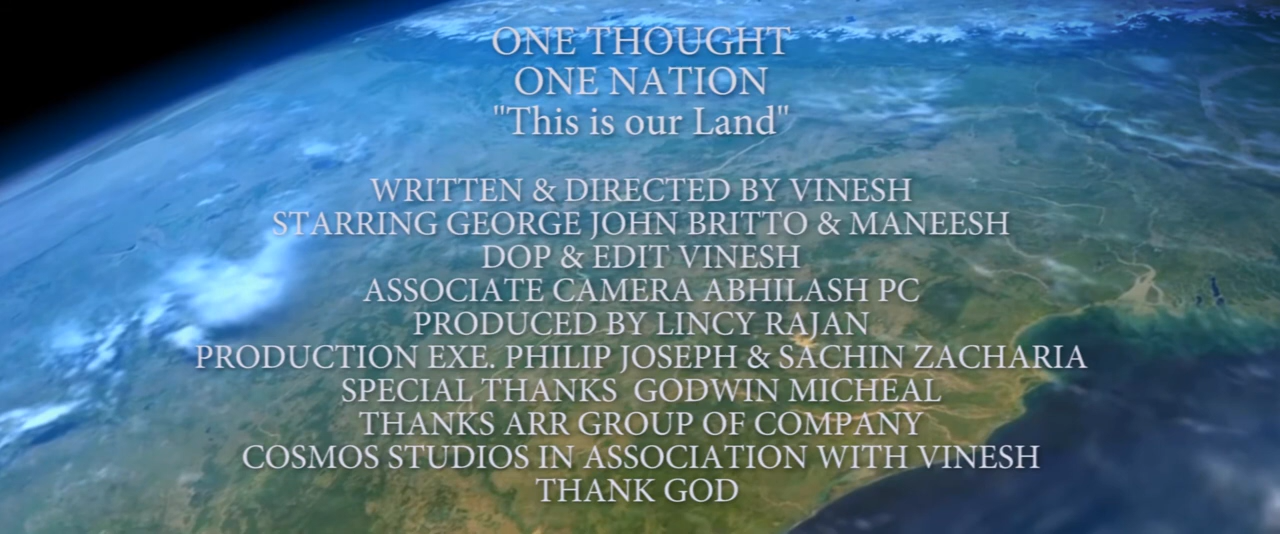 ONE THOUGHT
ONE NATION
"This is our Land"
WRITTEN & DIRECTED BY VINESH
STARRING GEORGE JOHN BRITTO & MANEESH
DOP & EDIT VINESH
ASSOCIATE CAMERA ABHILASH PC
PRODUCED BY LINCY RAJAN
PRODUCTION EXE. PHILIP JOSEPH & SACHIN ZACHARIA
SPECIAL THANKS  GODWIN MICHEAL
THANKS ARR GROUP OF COMPANY
COSMOS STUDIOS IN ASSOCIATION WITH VINESH
THANK GOD